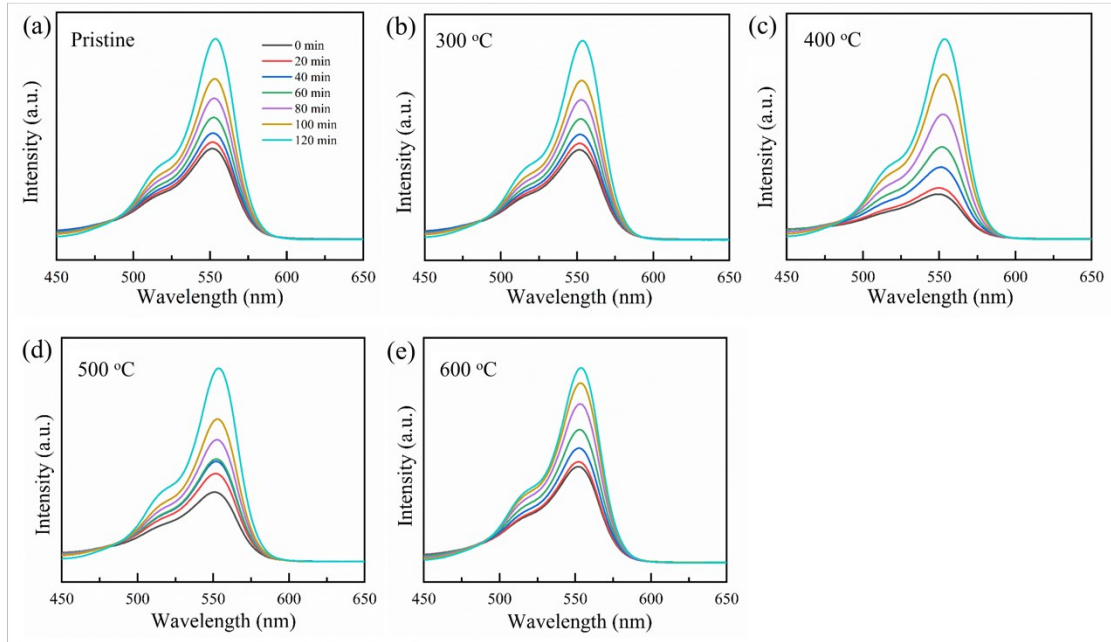 (a)
Pristine
0 min
20 min
40 min
60 min
80 min
100 min
120 min
Intensity (a.u.)
450 500 550 600 650
Wavelength (nm)
(b)
300 °C
Intensity (a.u.)
450 500 550 600 650
Wavelength (nm)
(c)
400 °C
Intensity (a.u.)
450 500 550 600 650
Wavelength (nm)
(d)
500 °C
Intensity (a.u.)
450 500 550 600 650
Wavelength (nm)
(e)
600 °C
Intensity (a.u.)
450 500 550 600 650
Wavelength (nm)